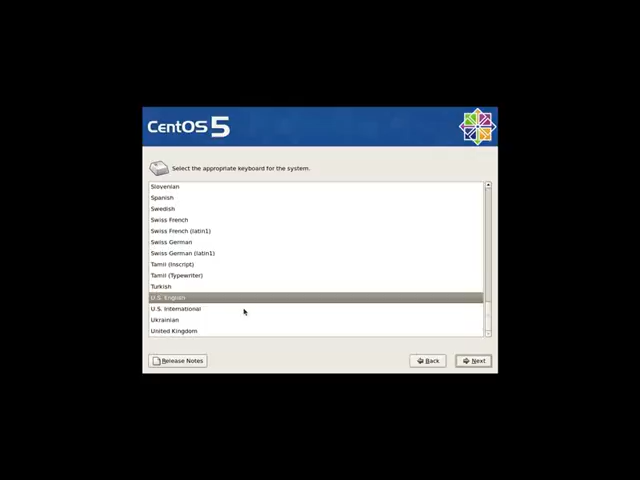 CentOS 5
Select the appropriate keyboard for the system.
Slovenian
Spanish
Swedish
Swiss French
Swiss French (latin1)
Swiss German
Swiss German (latin1)
Tamil (Inscript)
Tamil (Typewriter)
Turkish
U.S. English
U.S. International
Ukrainian
United Kingdom
Release Notes
Back
Next